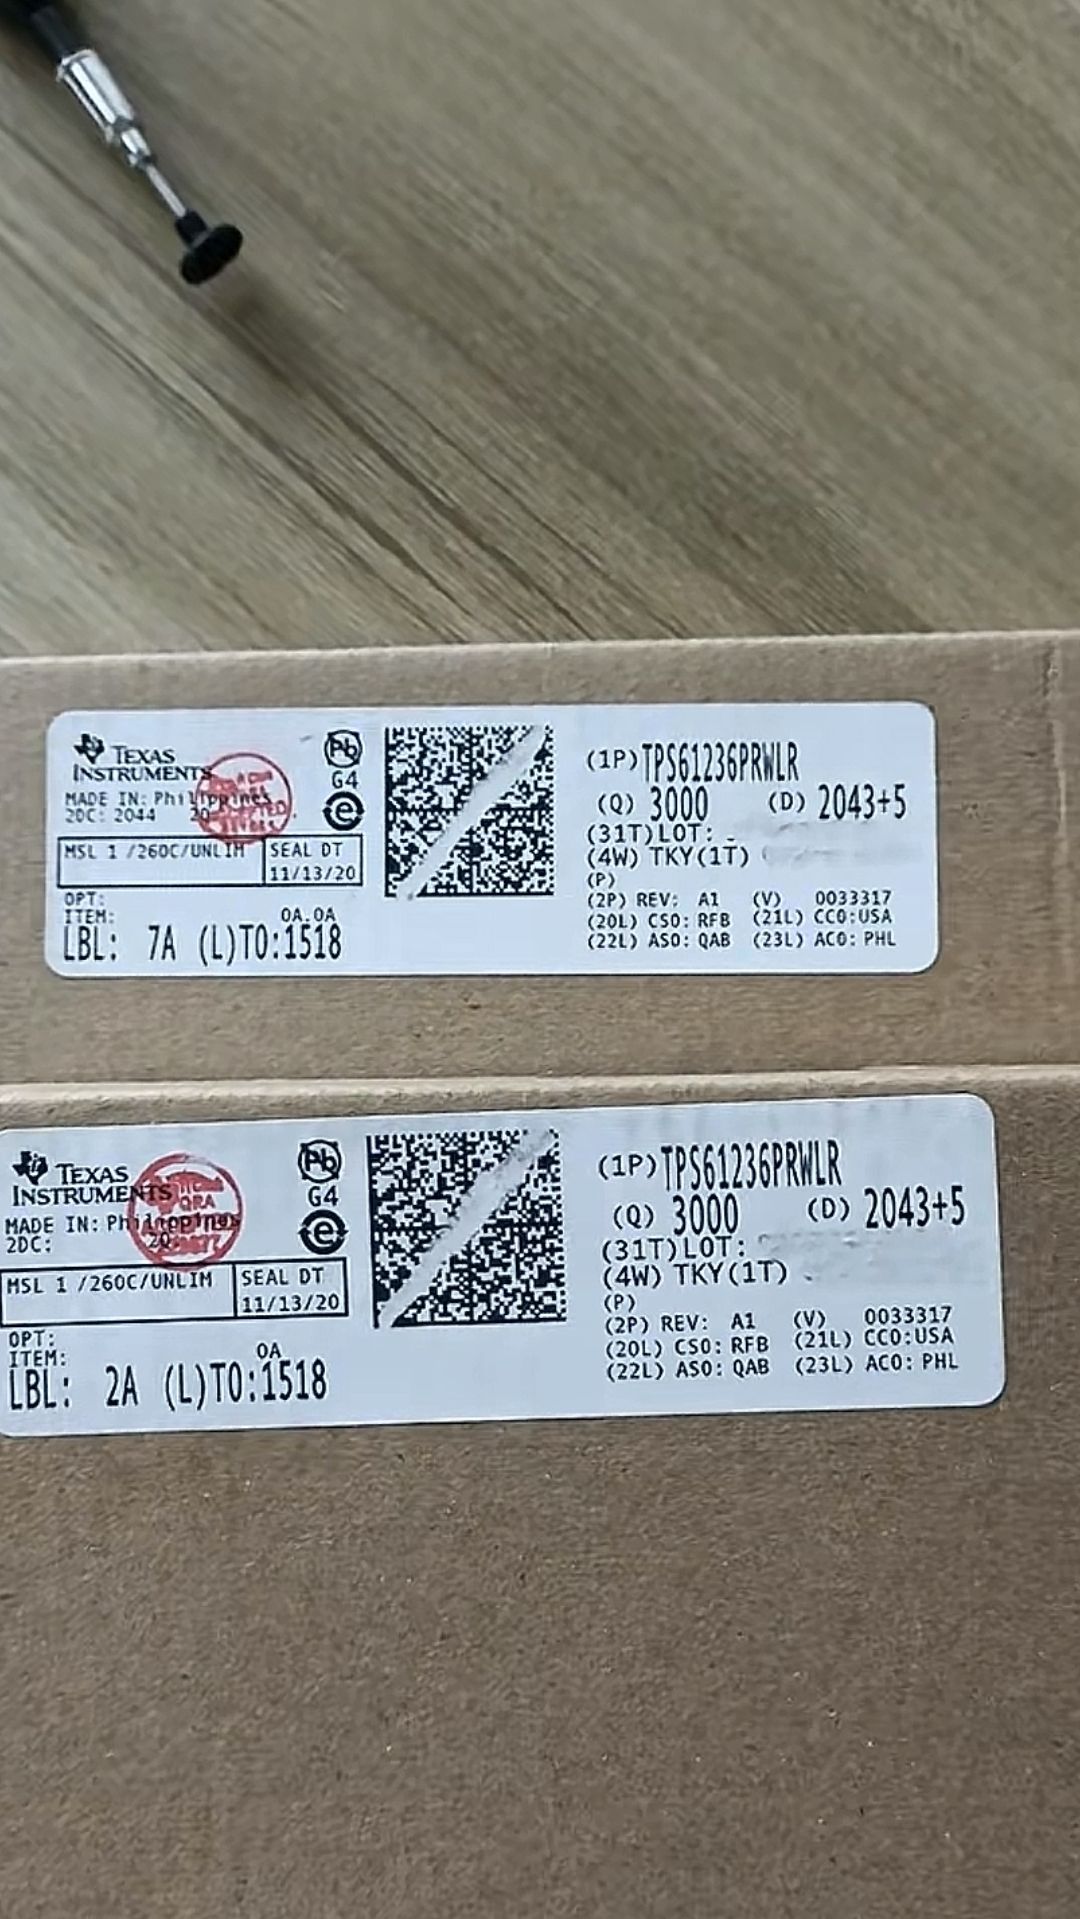 TEXAS
INSTRUMENTS
MADE IN: Philippines
2DC: 2044 20
MSL 1 /260C/UNLIM
SEAL DT
11/13/20
OPT:
ITEM:
0A.0A
LBL: 7A (L)TO:1518
Pb
G4
e
(1P)TPS61236PRWLR
(Q) 3000 (D) 2043+5
(31T)LOT:
(4W) TKY(1T)
(P)
(2P) REV: A1 (V) 0033317
(20L) CSO: RFB (21L) CCO:USA
(22L) ASO: QAB (23L) ACO: PHL
TEXAS
INSTRUMENTS
QRA
MADE IN: Philippines
2DC: 20
MSL 1 /260C/UNLIM
SEAL DT
11/13/20
OPT:
ITEM:
0A
LBL: 2A (L)TO:1518
Pb
G4
e
(1P)TPS61236PRWLR
(Q) 3000 (D) 2043+5
(31T)LOT:
(4W) TKY(1T)
(P)
(2P) REV: A1 (V) 0033317
(20L) CSO: RFB (21L) CCO:USA
(22L) ASO: QAB (23L) ACO: PHL